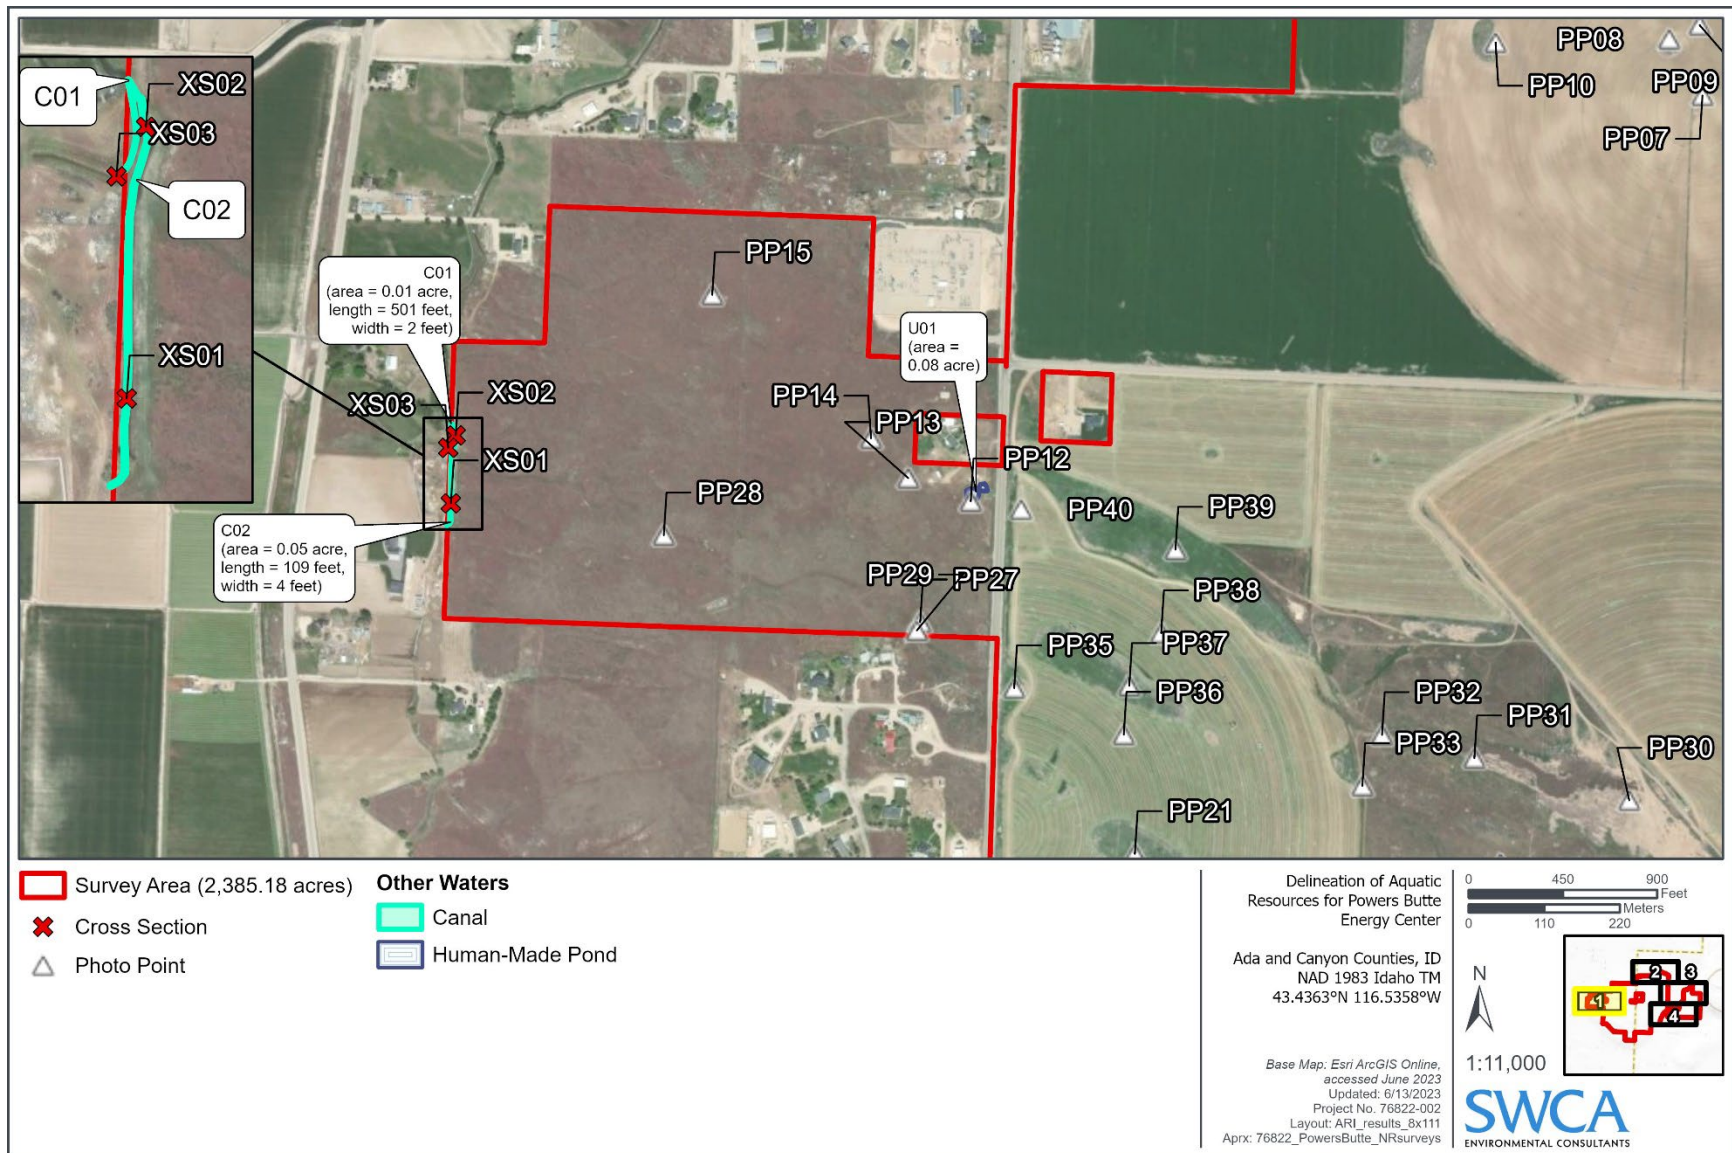 C01
XS02
XS03
C02
XS01
PP08
PP10
PP09
PP07
PP15
C01
(area = 0.01 acre,
length = 501 feet,
width = 2 feet)
U01
(area =
0.08 acre)
XS03
XS02
PP14
PP13
XS01
PP12
PP28
PP40
PP39
C02
(area = 0.05 acre,
length = 109 feet,
width = 4 feet)
PP29
PP27
PP38
PP35
PP37
PP36
PP32
PP31
PP33
PP30
PP21
Survey Area (2,385.18 acres)
Cross Section
Photo Point
Other Waters
Canal
Human-Made Pond
Delineation of Aquatic
Resources for Powers Butte
Energy Center
Ada and Canyon Counties, ID
NAD 1983 Idaho TM
43.4363°N 116.5358°W
Base Map: Esri ArcGIS Online,
accessed June 2023
Updated: 6/13/2023
Project No. 76822-002
Layout: ARI_results_8x111
Aprx: 76822_PowersButte_NRsurveys
0 450 900
Feet
Meters
0 110 220
N
1:11,000
2 3
1
4
SWCA
ENVIRONMENTAL CONSULTANTS